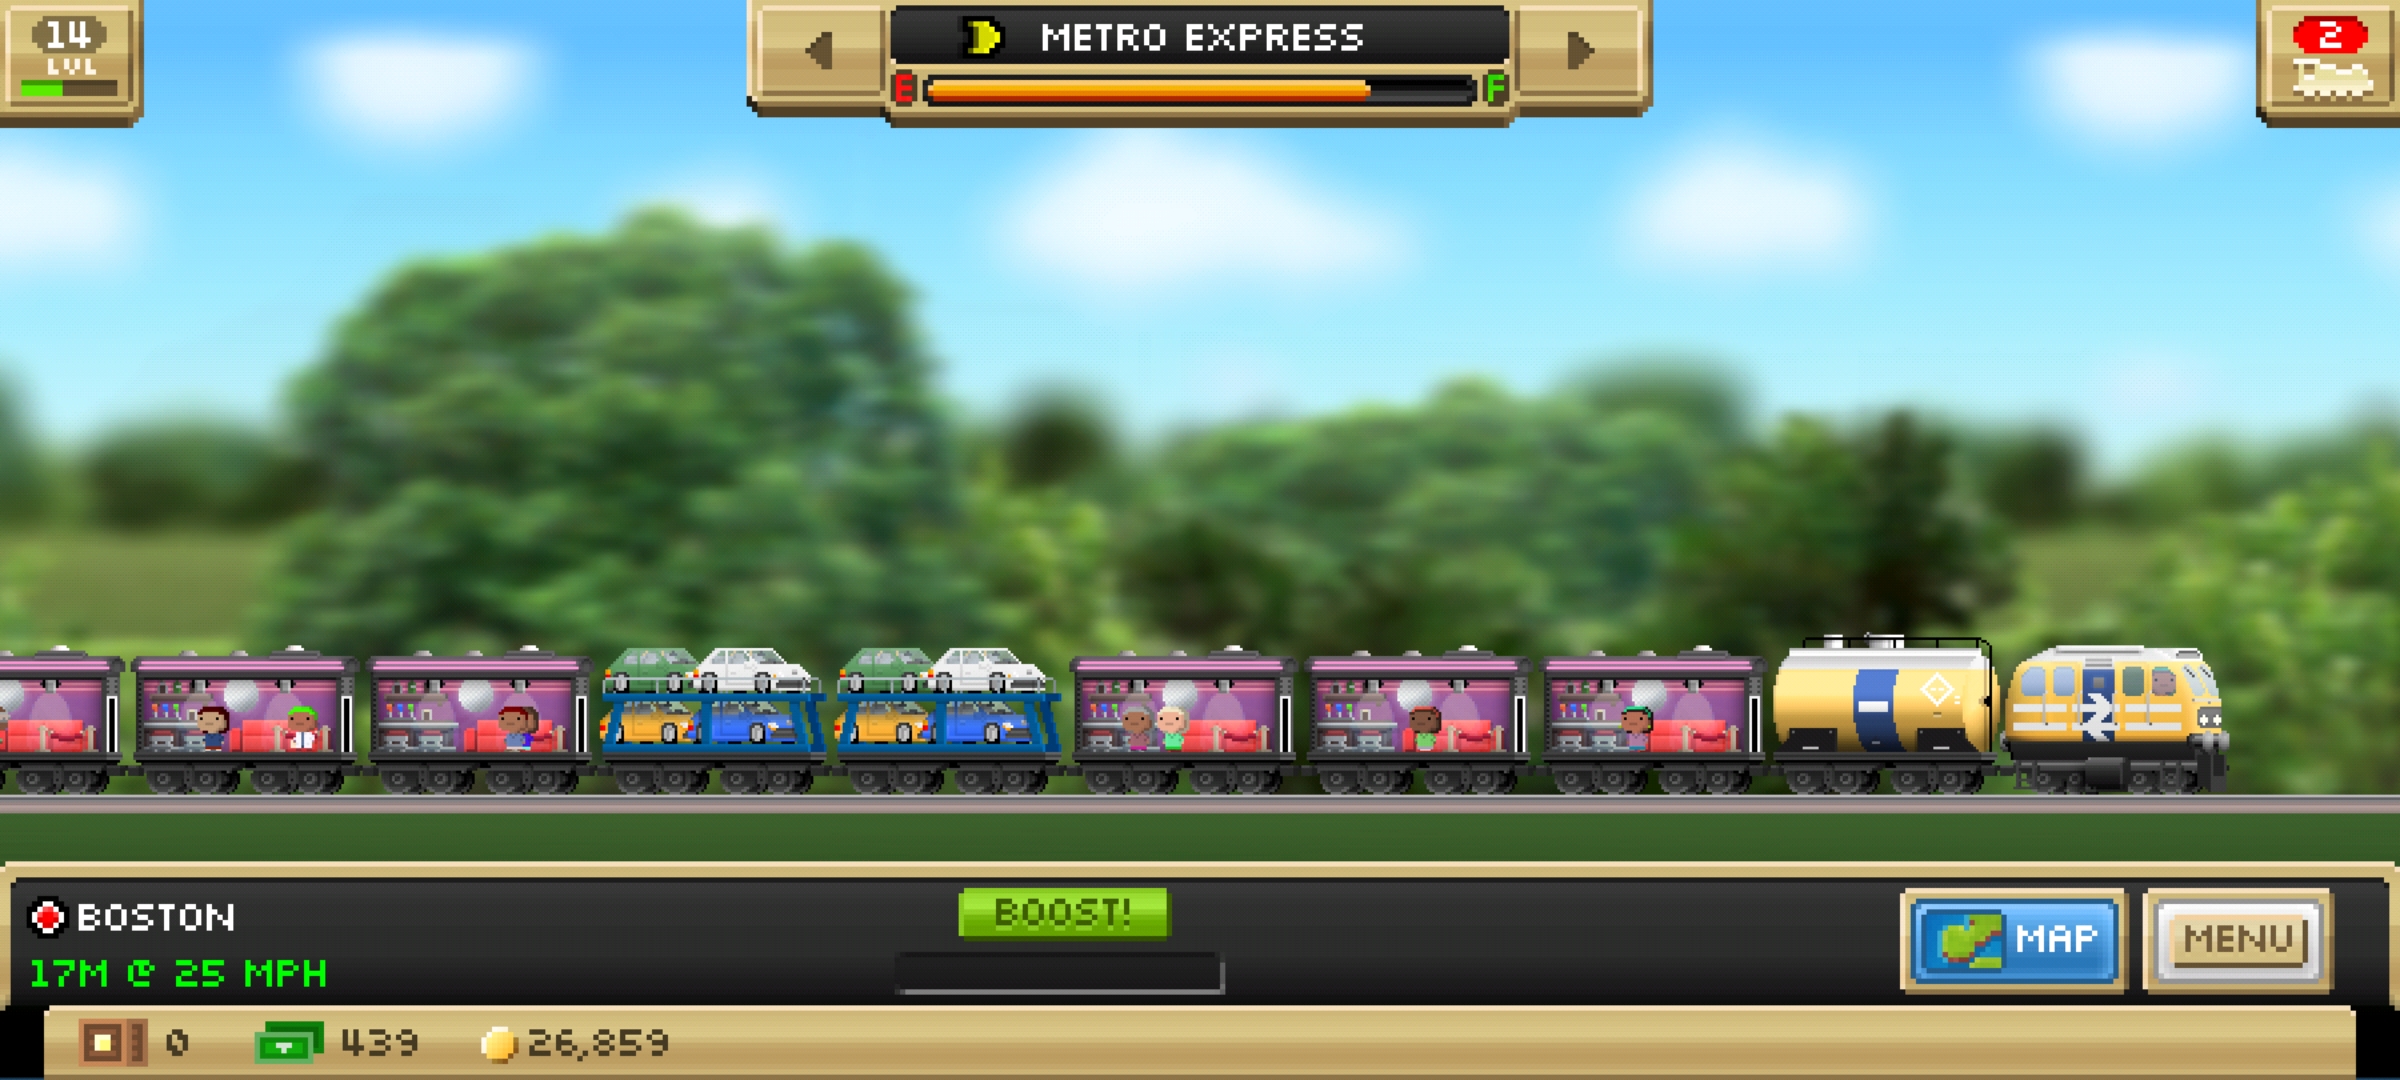 14
LVL
METRO EXPRESS
E F
2
BOSTON
17M @ 25 MPH
BOOST!
MAP
MENU
0
439
26,859